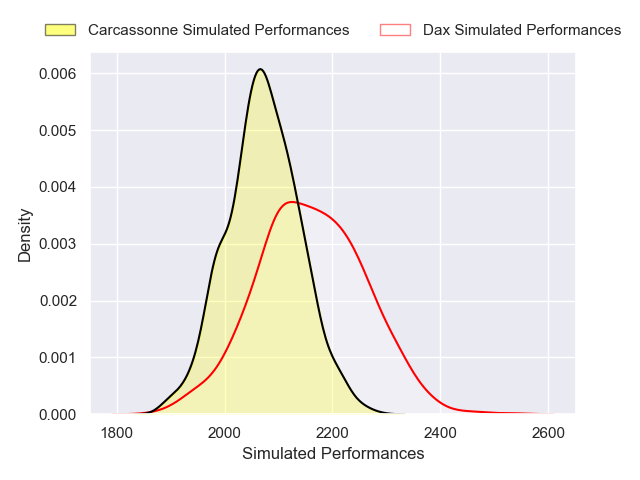 Carcassonne Simulated Performances
Dax Simulated Performances
0.006
0.005
0.004
0.003
0.002
0.001
0.000
Density
1800 2000 2200 2400 2600
Simulated Performances